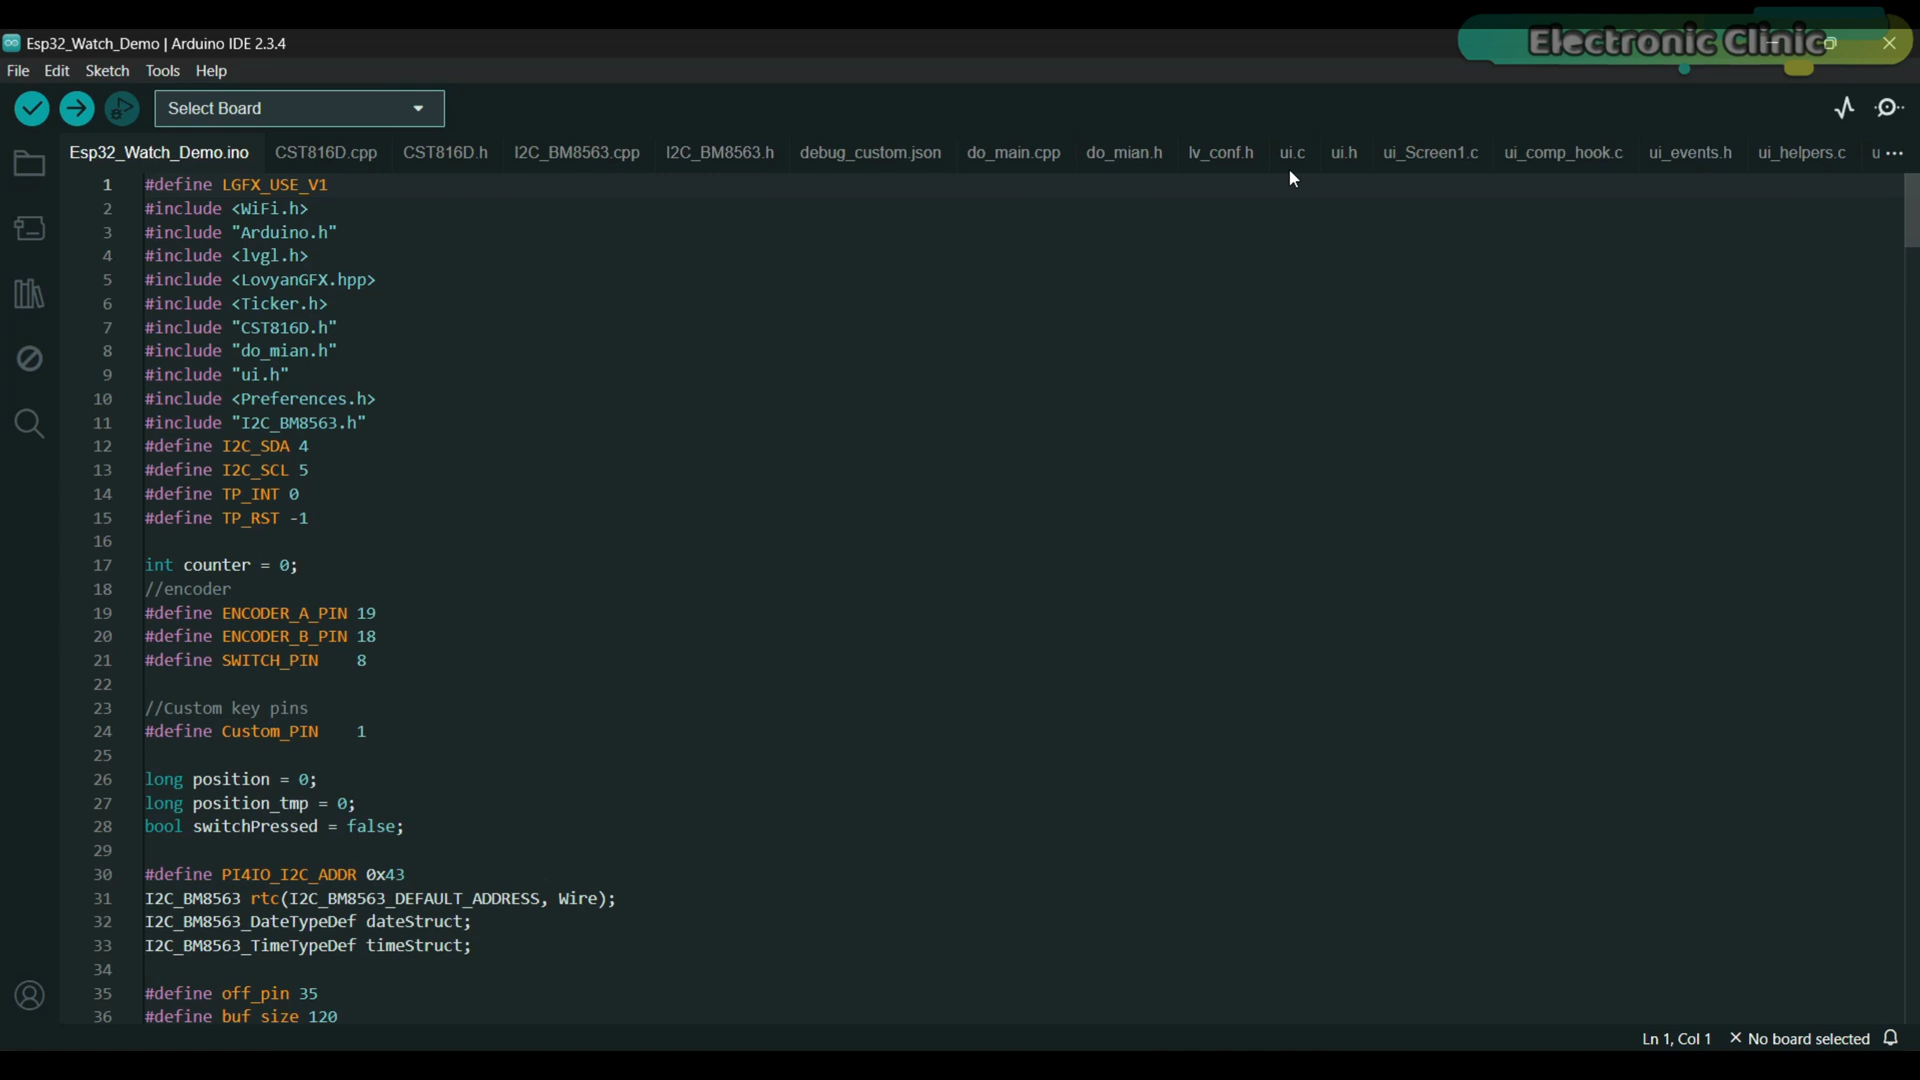 Electronic Clinic
Esp32_Watch_Demo | Arduino IDE 2.3.4
File Edit Sketch Tools Help
Select Board
Esp32_Watch_Demo.ino CST816D.cpp CST816D.h I2C_BM8563.cpp I2C_BM8563.h debug_custom.json do_main.cpp do_mian.h lv_conf.h ui.c ui.h ui_Screen1.c ui_comp_hook.c ui_events.h ui_helpers.c u ...
1 #define LGFX_USE_V1
2 #include <WiFi.h>
3 #include "Arduino.h"
4 #include <lvgl.h>
5 #include <LovyanGFX.hpp>
6 #include <Ticker.h>
7 #include "CST816D.h"
8 #include "do_mian.h"
9 #include "ui.h"
10 #include <Preferences.h>
11 #include "I2C_BM8563.h"
12 #define I2C_SDA 4
13 #define I2C_SCL 5
14 #define TP_INT 0
15 #define TP_RST -1
16
17 int counter = 0;
18 //encoder
19 #define ENCODER_A_PIN 19
20 #define ENCODER_B_PIN 18
21 #define SWITCH_PIN    8
22
23 //Custom key pins
24 #define Custom_PIN    1
25
26 long position = 0;
27 long position_tmp = 0;
28 bool switchPressed = false;
29
30 #define PI4IO_I2C_ADDR 0x43
31 I2C_BM8563 rtc(I2C_BM8563_DEFAULT_ADDRESS, Wire);
32 I2C_BM8563_DateTypeDef dateStruct;
33 I2C_BM8563_TimeTypeDef timeStruct;
34
35 #define off_pin 35
36 #define buf_size 120
Ln 1, Col 1 No board selected